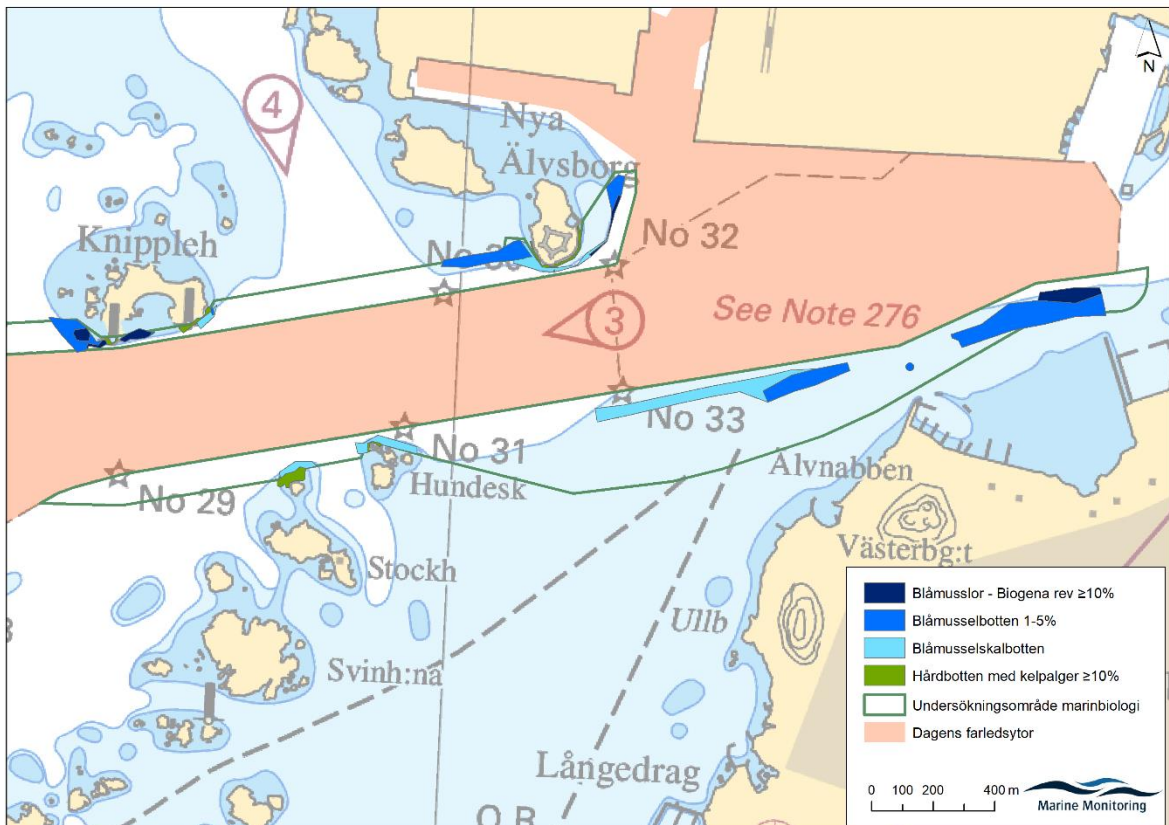 N
4
Nya
Älvsborg
Knippleh
No 32
3
See Note 276
No 33
No 31
No 29
Hundesk
Älvnabben
Stockh
Västerbg:t
Ullb
Svinh:na
Långedrag
Blåmusslor - Biogena rev ≥10%
Blåmusselbotten 1-5%
Blåmusselskalbotten
Hårdbotten med kelpalger ≥10%
Undersökningsområde marinbiologi
Dagens farledsytor
0 100 200 400 m
Marine Monitoring